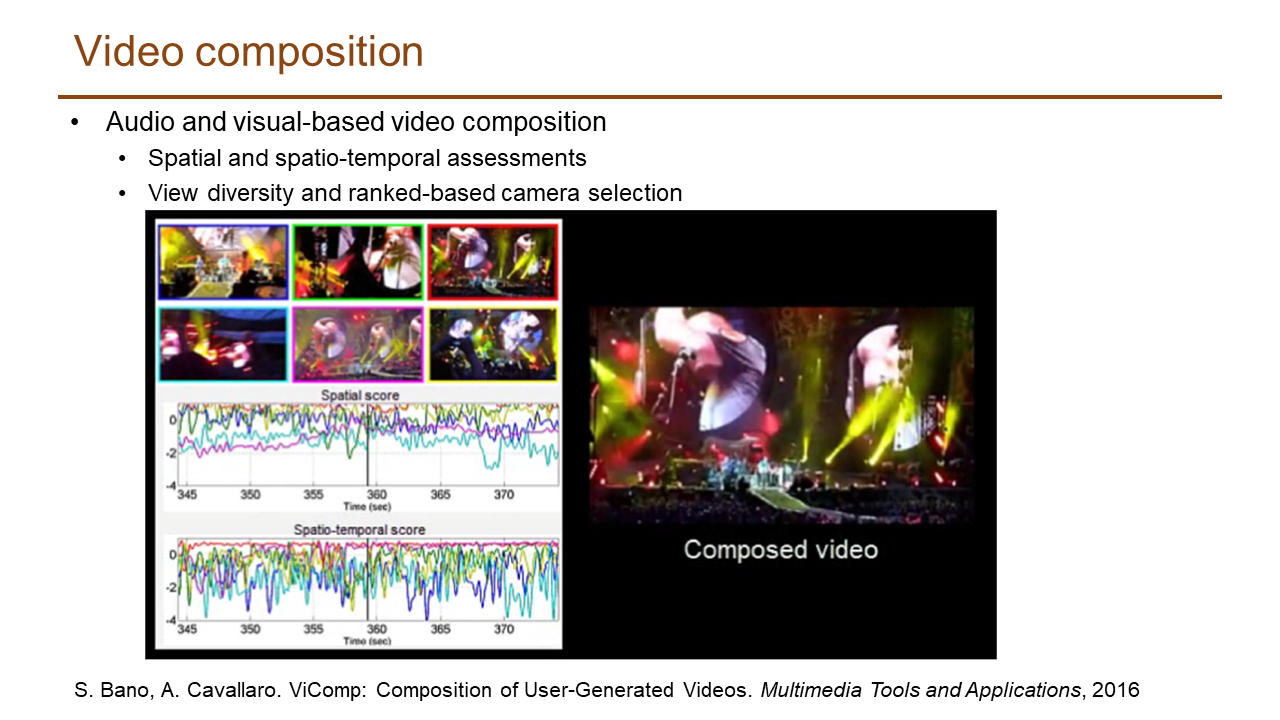 Video composition
• Audio and visual-based video composition
• Spatial and spatio-temporal assessments
• View diversity and ranked-based camera selection
Spatial score
0
-2
-4
345 350 355 360 365 370
Time (sec)
Spatio-temporal score
0
-2
-4
345 350 355 360 365 370
Time (sec)
Composed video
S. Bano, A. Cavallaro. ViComp: Composition of User-Generated Videos. Multimedia Tools and Applications, 2016